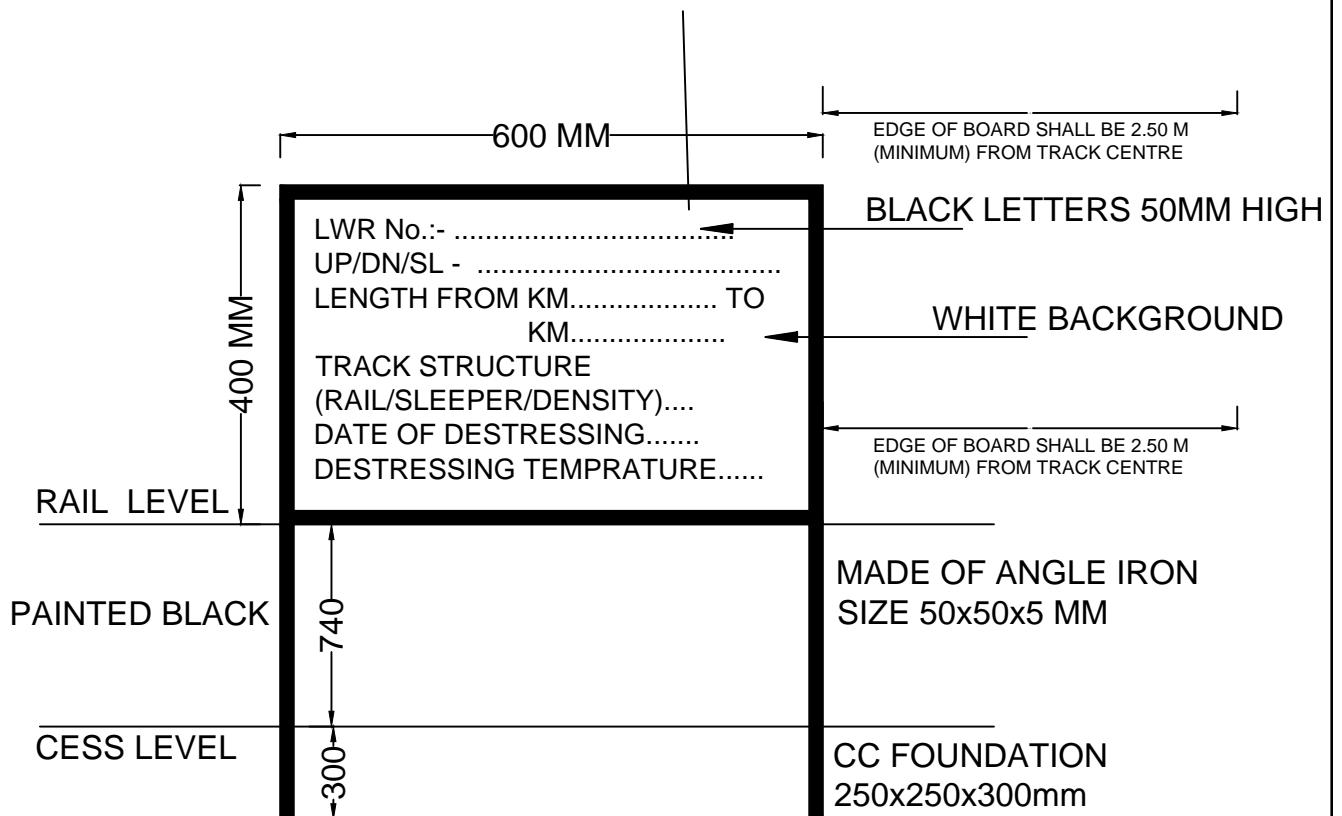 600 MM
EDGE OF BOARD SHALL BE 2.50 M
(MINIMUM) FROM TRACK CENTRE
BLACK LETTERS 50MM HIGH
LWR No.:- ....................................
UP/DN/SL - .......................................
LENGTH FROM KM................... TO
KM....................
WHITE BACKGROUND
400 MM
TRACK STRUCTURE
(RAIL/SLEEPER/DENSITY)....
DATE OF DESTRESSING.......
DESTRESSING TEMPRATURE......
EDGE OF BOARD SHALL BE 2.50 M
(MINIMUM) FROM TRACK CENTRE
RAIL LEVEL
MADE OF ANGLE IRON
SIZE 50x50x5 MM
PAINTED BLACK
740
CESS LEVEL
300
CC FOUNDATION
250x250x300mm